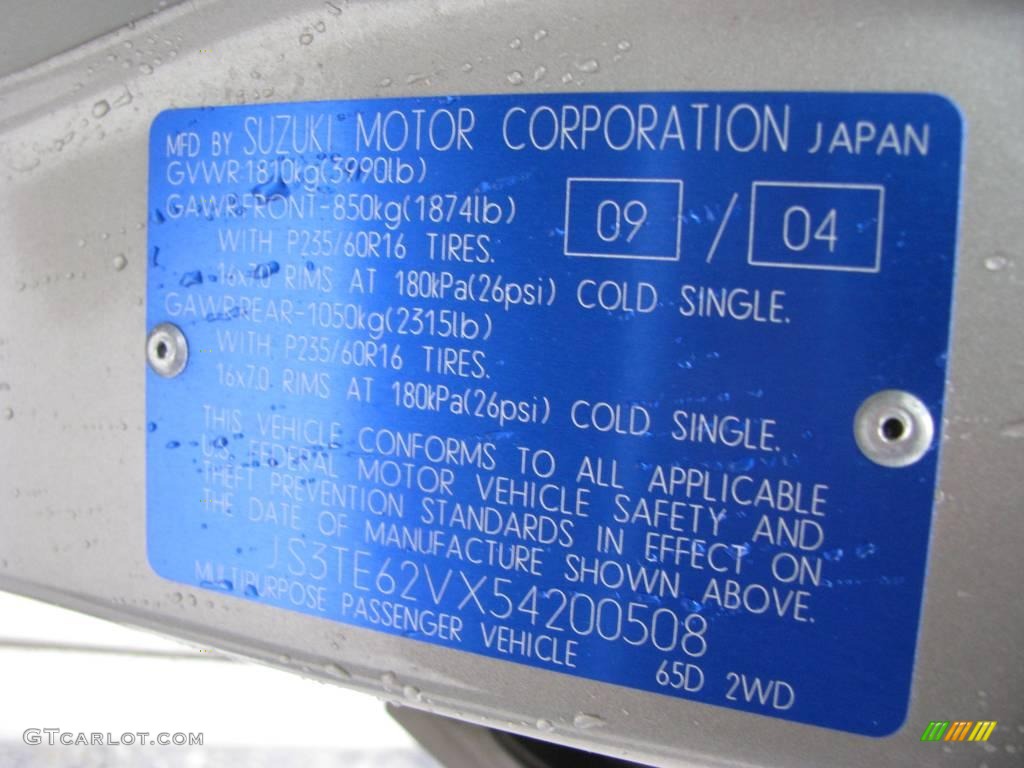 MFD BY SUZUKI MOTOR CORPORATION JAPAN
GVWR:1810kg(3990lb)
GAWR:FRONT-850kg(1874lb)
09 / 04
WITH P235/60R16 TIRES.
16x7.0 RIMS AT 180kPa(26psi) COLD SINGLE.
GAWR:REAR-1050kg(2315lb)
WITH P235/60R16 TIRES.
16x7.0 RIMS AT 180kPa(26psi) COLD SINGLE.
THIS VEHICLE CONFORMS TO ALL APPLICABLE
U.S. FEDERAL MOTOR VEHICLE SAFETY AND
THEFT PREVENTION STANDARDS IN EFFECT ON
THE DATE OF MANUFACTURE SHOWN ABOVE.
JS3TE62VX54200508
MULTIPURPOSE PASSENGER VEHICLE 65D 2WD
GTCARLOT.COM